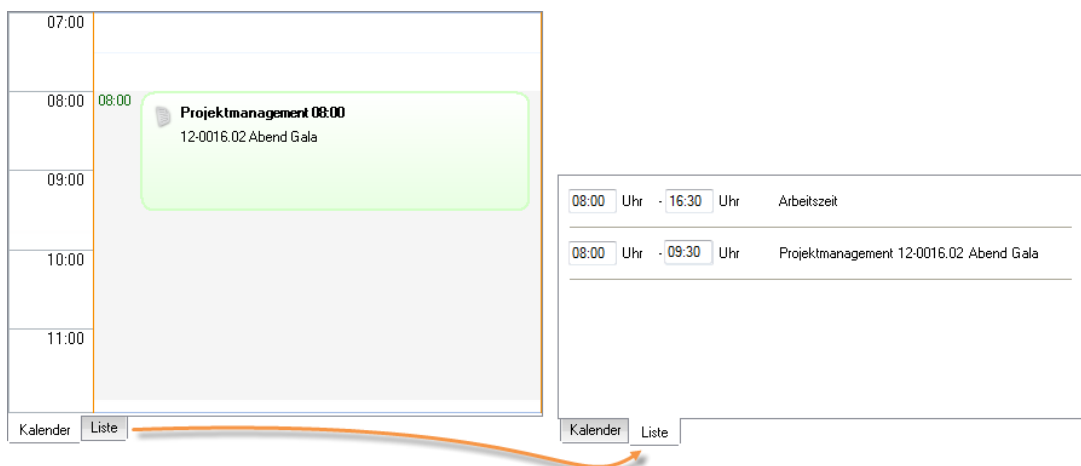 07:00
08:00 08:00
Projektmanagement 08:00
12-0016.02 Abend Gala
09:00
10:00
11:00
Kalender Liste
08:00 Uhr - 16:30 Uhr Arbeitszeit
08:00 Uhr - 09:30 Uhr Projektmanagement 12-0016.02 Abend Gala
Kalender Liste